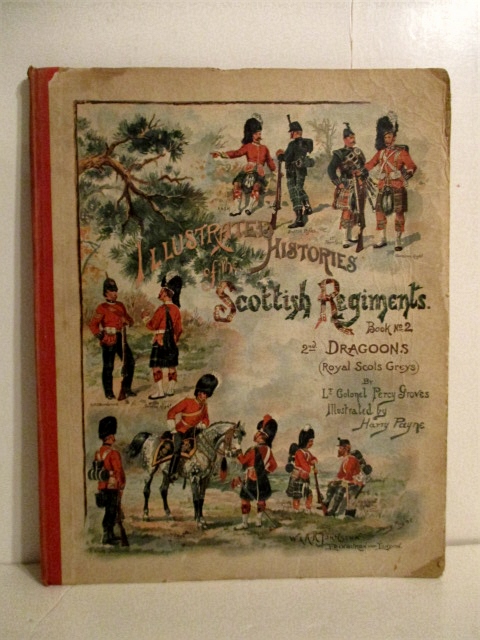 Illustrated
Histories
of the
Scottish Regiments.
Book No 2
2nd DRAGOONS
(Royal Scots Greys)
By
Lt Colonel Percy Groves
Illustrated by
Harry Payne
W. & A.K. Johnston